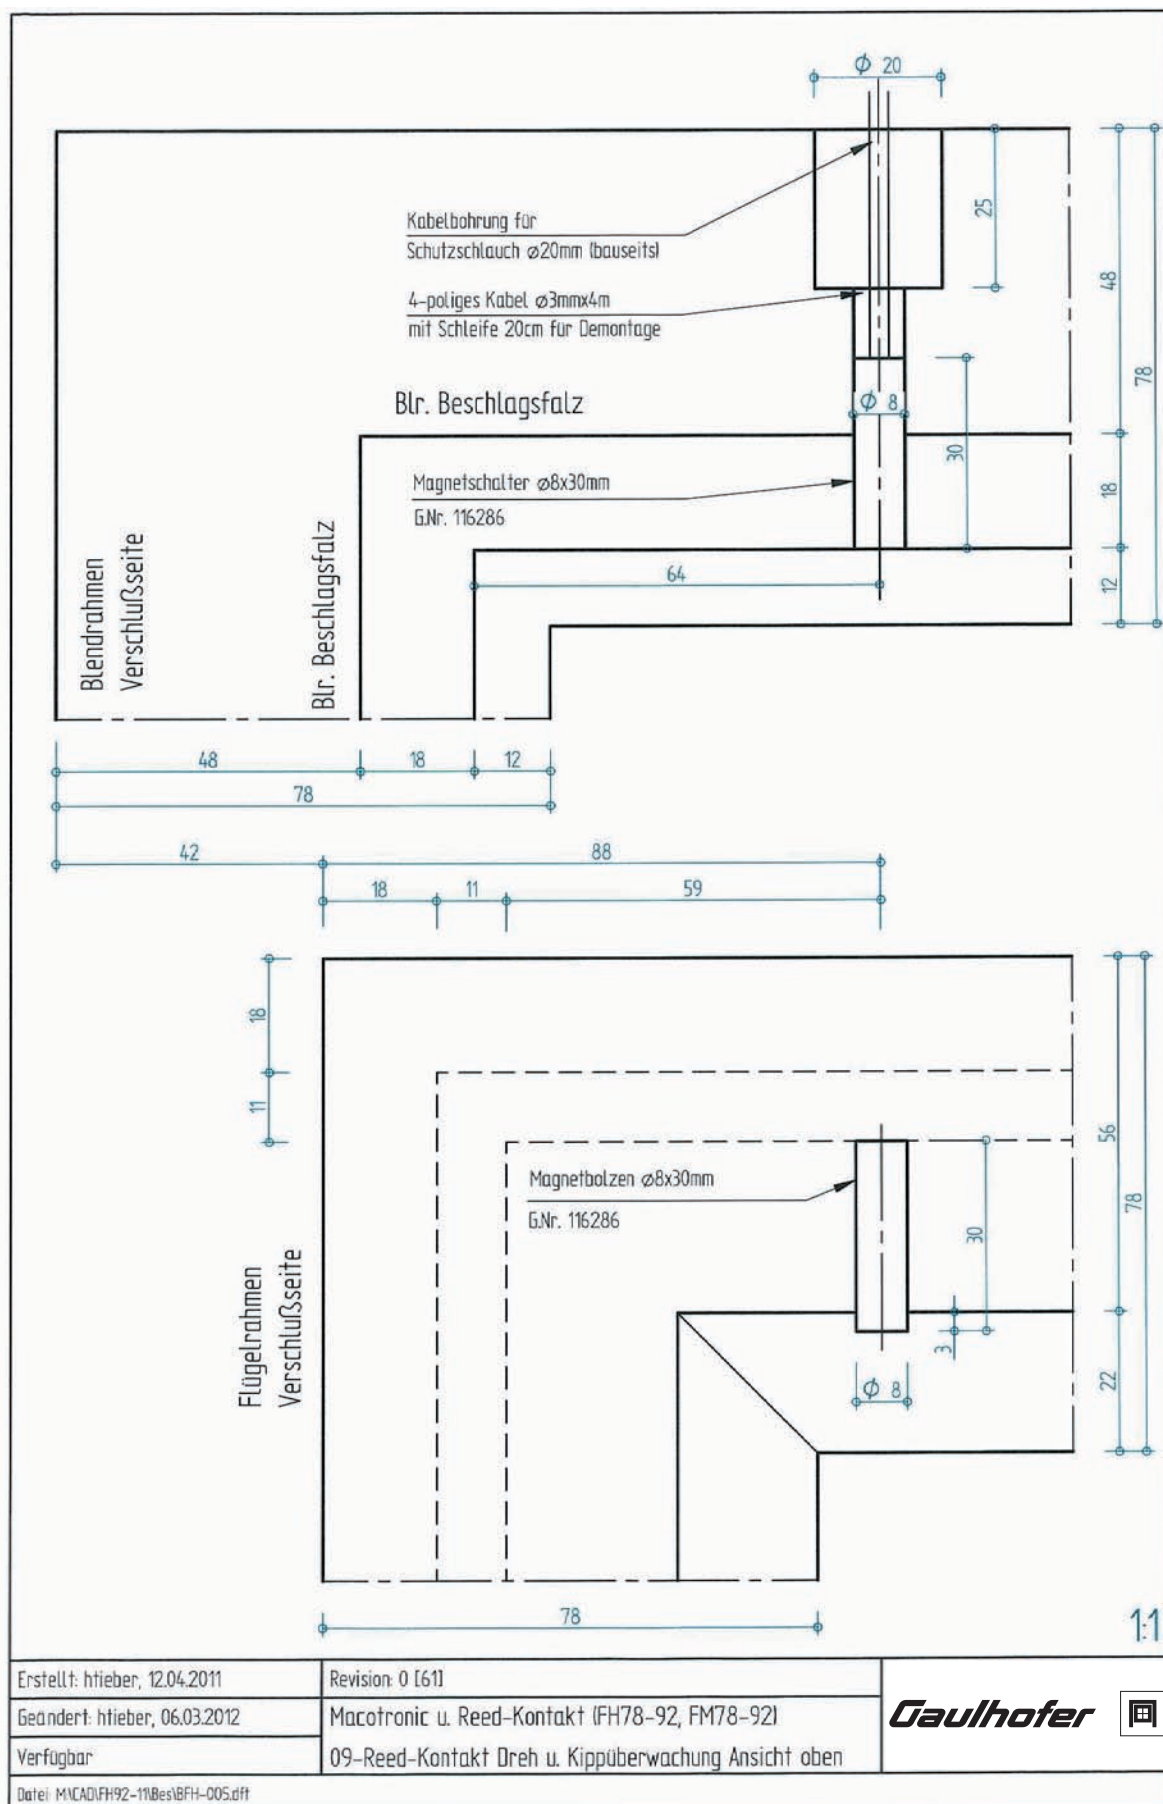 Ø 20
Kabelbohrung für
Schutzschlauch ø20mm (bauseits)
25
48
4-poliges Kabel ø3mmx4m
mit Schleife 20cm für Demontage
78
Blr. Beschlagsfalz
Ø 8
30
Magnetschalter ø8x30mm
G.Nr. 116286
18
Blendrahmen
Verschlußseite
Blr. Beschlagsfalz
64
12
48
18
12
78
42
88
18
11
59
18
11
56
78
Magnetbolzen ø8x30mm
G.Nr. 116286
30
Flügelrahmen
Verschlußseite
3
Ø 8
22
78
1:1
Erstellt: htieber, 12.04.2011
Revision: 0 [61]
Geändert: htieber, 06.03.2012
Macotronic u. Reed-Kontakt (FH78-92, FM78-92)
Gaulhofer
Verfügbar
09-Reed-Kontakt Dreh u. Kippüberwachung Ansicht oben
Datei: M:\CAD\FH92-11\Bes\BFH-005.dft